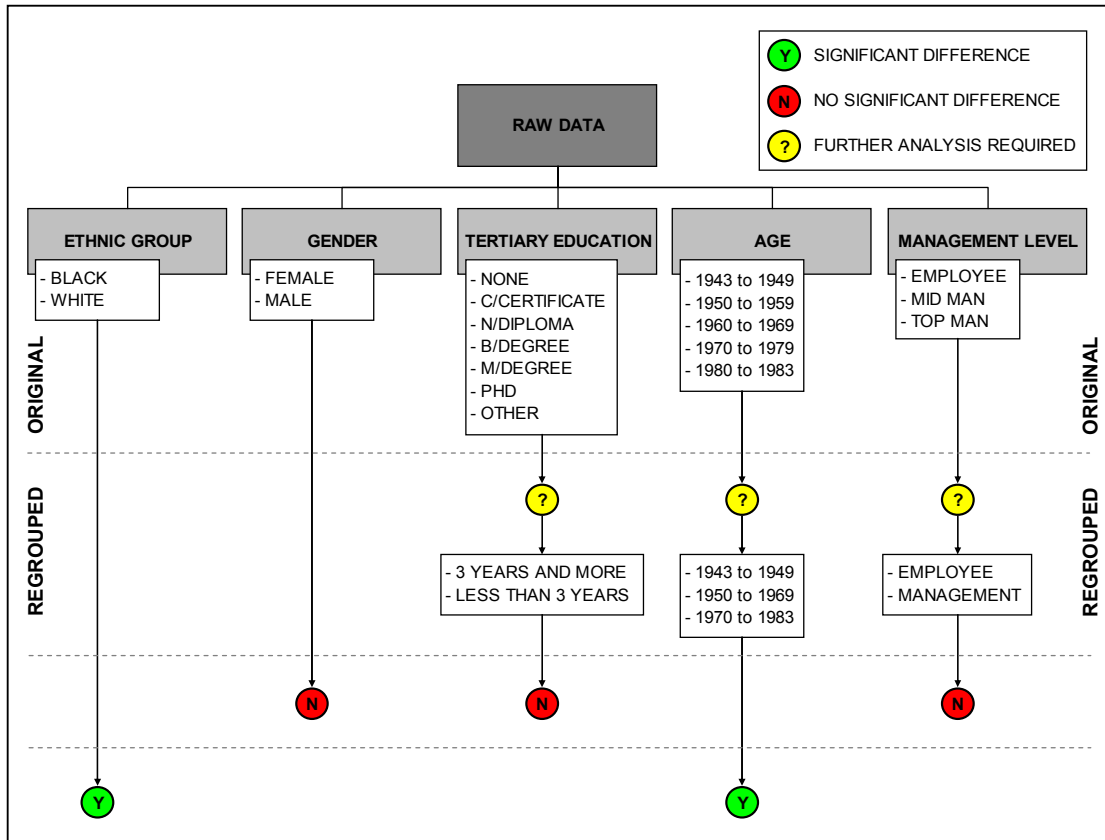 Y SIGNIFICANT DIFFERENCE
N NO SIGNIFICANT DIFFERENCE
? FURTHER ANALYSIS REQUIRED
RAW DATA
ETHNIC GROUP
- BLACK
- WHITE
GENDER
- FEMALE
- MALE
TERTIARY EDUCATION
- NONE
- C/CERTIFICATE
- N/DIPLOMA
- B/DEGREE
- M/DEGREE
- PHD
- OTHER
AGE
- 1943 to 1949
- 1950 to 1959
- 1960 to 1969
- 1970 to 1979
- 1980 to 1983
MANAGEMENT LEVEL
- EMPLOYEE
- MID MAN
- TOP MAN
ORIGINAL
ORIGINAL
?
?
?
REGROUPED
- 3 YEARS AND MORE
- LESS THAN 3 YEARS
- 1943 to 1949
- 1950 to 1969
- 1970 to 1983
- EMPLOYEE
- MANAGEMENT
REGROUPED
N
N
N
Y
Y